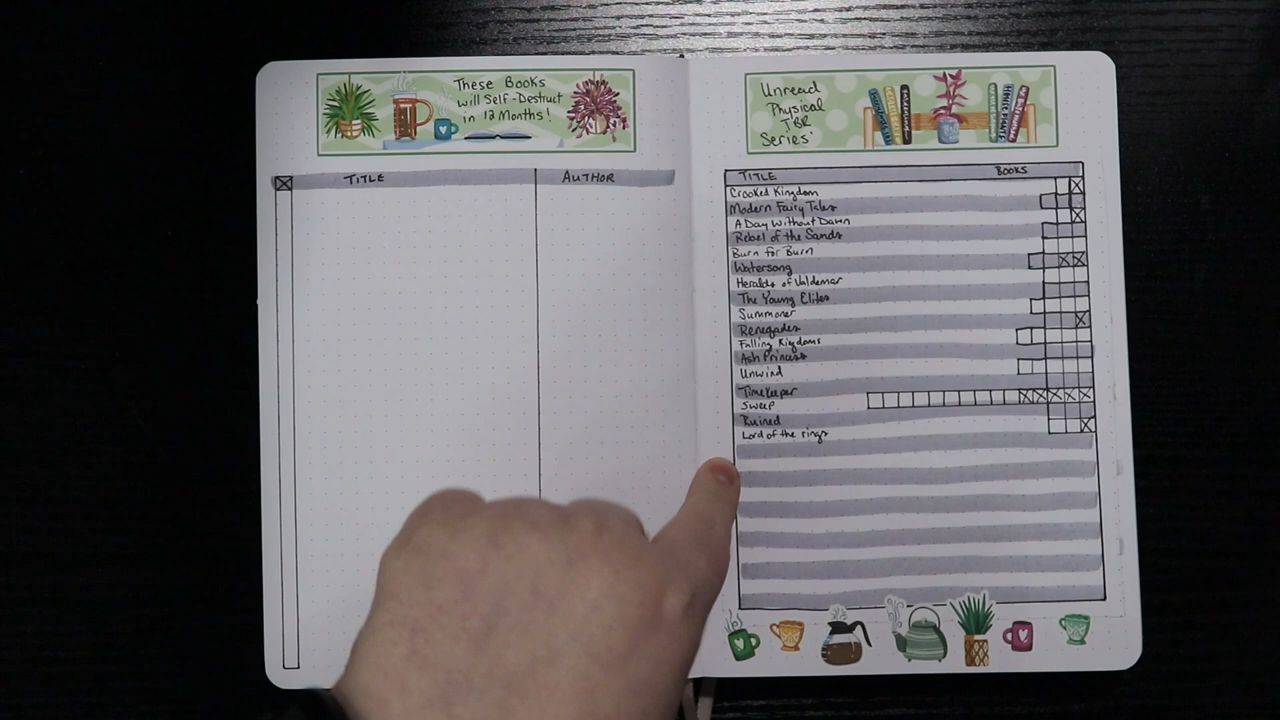 These Books
will Self-Destruct
in 12 Months!
TITLE AUTHOR
Unread
Physical
TBR
Series
TITLE BOOKS
Crooked Kingdom
Modern Fairy Tales
A Day Without Dawn
Rebel of the Sands
Burn for Burn
Watersong
Heralds of Valdemar
The Young Elites
Summoner
Renegades
Falling Kingdoms
Ash Princess
Unwind
Timekeeper
Sweep
Ruined
Lord of the rings